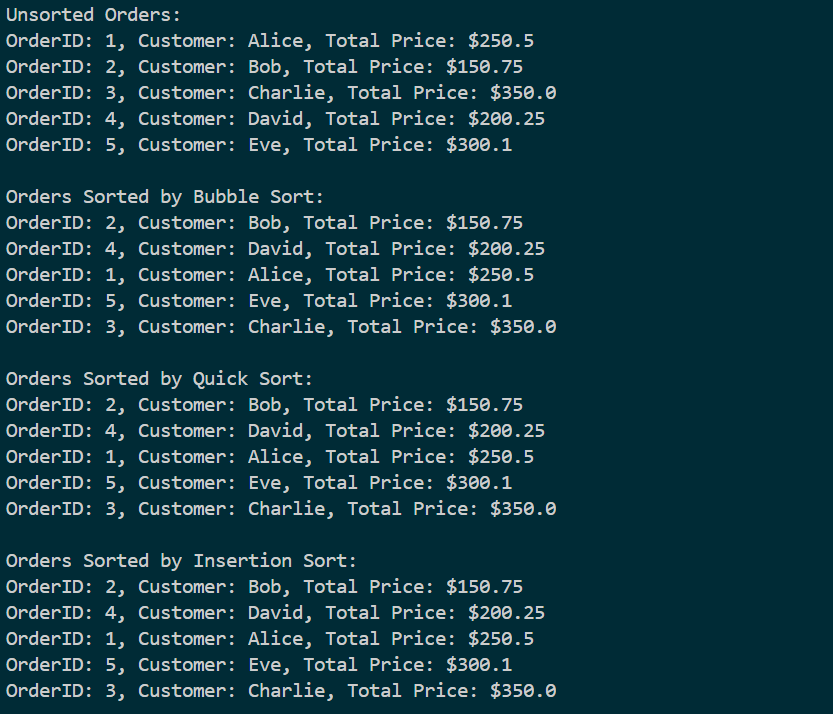 Unsorted Orders:
OrderID: 1, Customer: Alice, Total Price: $250.5
OrderID: 2, Customer: Bob, Total Price: $150.75
OrderID: 3, Customer: Charlie, Total Price: $350.0
OrderID: 4, Customer: David, Total Price: $200.25
OrderID: 5, Customer: Eve, Total Price: $300.1
Orders Sorted by Bubble Sort:
OrderID: 2, Customer: Bob, Total Price: $150.75
OrderID: 4, Customer: David, Total Price: $200.25
OrderID: 1, Customer: Alice, Total Price: $250.5
OrderID: 5, Customer: Eve, Total Price: $300.1
OrderID: 3, Customer: Charlie, Total Price: $350.0
Orders Sorted by Quick Sort:
OrderID: 2, Customer: Bob, Total Price: $150.75
OrderID: 4, Customer: David, Total Price: $200.25
OrderID: 1, Customer: Alice, Total Price: $250.5
OrderID: 5, Customer: Eve, Total Price: $300.1
OrderID: 3, Customer: Charlie, Total Price: $350.0
Orders Sorted by Insertion Sort:
OrderID: 2, Customer: Bob, Total Price: $150.75
OrderID: 4, Customer: David, Total Price: $200.25
OrderID: 1, Customer: Alice, Total Price: $250.5
OrderID: 5, Customer: Eve, Total Price: $300.1
OrderID: 3, Customer: Charlie, Total Price: $350.0